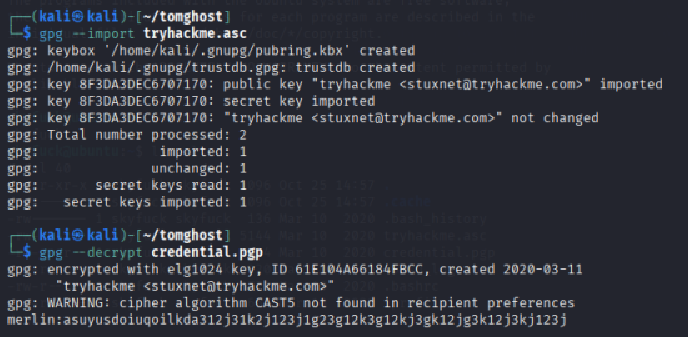 (kali㉿kali)-[~/tomghost]
$ gpg --import tryhackme.asc
gpg: keybox '/home/kali/.gnupg/pubring.kbx' created
gpg: /home/kali/.gnupg/trustdb.gpg: trustdb created
gpg: key 8F3DA3DEC6707170: public key "tryhackme <stuxnet@tryhackme.com>" imported
gpg: key 8F3DA3DEC6707170: secret key imported
gpg: key 8F3DA3DEC6707170: "tryhackme <stuxnet@tryhackme.com>" not changed
gpg: Total number processed: 2
gpg: imported: 1
gpg: unchanged: 1
gpg: secret keys read: 1
gpg: secret keys imported: 1
(kali㉿kali)-[~/tomghost]
$ gpg --decrypt credential.pgp
gpg: encrypted with elg1024 key, ID 61E104A66184FBCC, created 2020-03-11
"tryhackme <stuxnet@tryhackme.com>"
gpg: WARNING: cipher algorithm CAST5 not found in recipient preferences
merlin:asuyusdoiuqoilkda312j31k2j123j1g23g12k3g12kj3gk12jg3k12j3kj123j